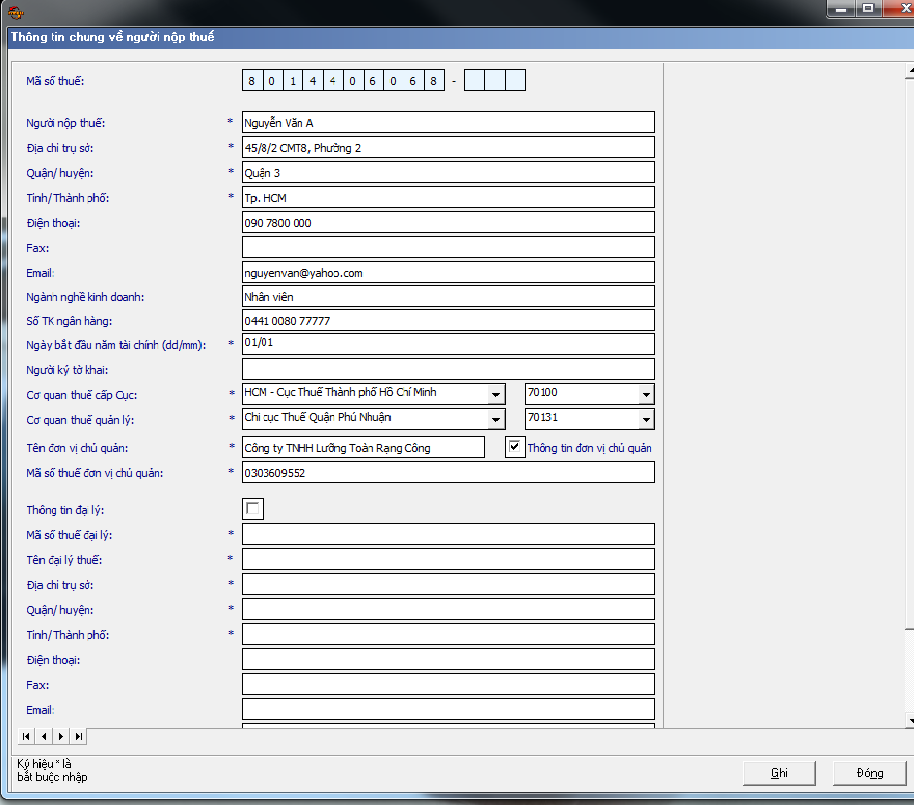 Thông tin chung về người nộp thuế
Mã số thuế: 8 0 1 4 4 0 6 0 6 8 -
Người nộp thuế: * Nguyễn Văn A
Địa chỉ trụ sở: * 45/8/2 CMT8, Phường 2
Quận/ huyện: * Quận 3
Tỉnh/Thành phố: * Tp. HCM
Điện thoại: 090 7800 000
Fax:
Email: nguyenvan@yahoo.com
Ngành nghề kinh doanh: Nhân viên
Số TK ngân hàng: 0441 0080 77777
Ngày bắt đầu năm tài chính (dd/mm): * 01/01
Người ký tờ khai:
Cơ quan thuế cấp Cục: * HCM - Cục Thuế Thành phố Hồ Chí Minh 70100
Cơ quan thuế quản lý: * Chi cục Thuế Quận Phú Nhuận 70131
Tên đơn vị chủ quản: * Công ty TNHH Lưỡng Toàn Rạng Công Thông tin đơn vị chủ quản
Mã số thuế đơn vị chủ quản: * 0303609552
Thông tin đạ lý:
Mã số thuế đại lý: *
Tên đại lý thuế: *
Địa chỉ trụ sở: *
Quận/ huyện: *
Tỉnh/Thành phố: *
Điện thoại:
Fax:
Email:
Ký hiệu * là
bắt buộc nhập
Ghi Đóng